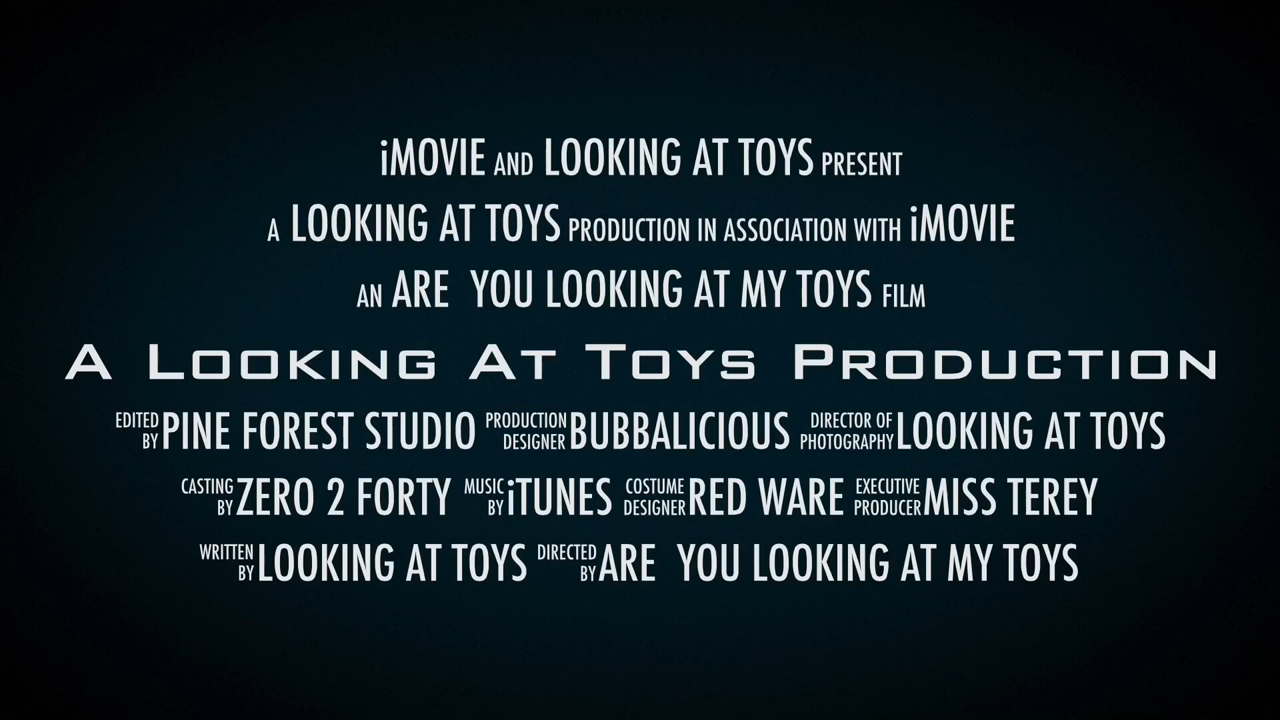 iMOVIE AND LOOKING AT TOYS PRESENT
A LOOKING AT TOYS PRODUCTION IN ASSOCIATION WITH iMOVIE
AN ARE YOU LOOKING AT MY TOYS FILM
A LOOKING AT TOYS PRODUCTION
EDITED BY PINE FOREST STUDIO PRODUCTION DESIGNER BUBBALICIOUS DIRECTOR OF PHOTOGRAPHY LOOKING AT TOYS
CASTING BY ZERO 2 FORTY MUSIC BY iTUNES COSTUME DESIGNER RED WARE EXECUTIVE PRODUCER MISS TEREY
WRITTEN BY LOOKING AT TOYS DIRECTED BY ARE YOU LOOKING AT MY TOYS